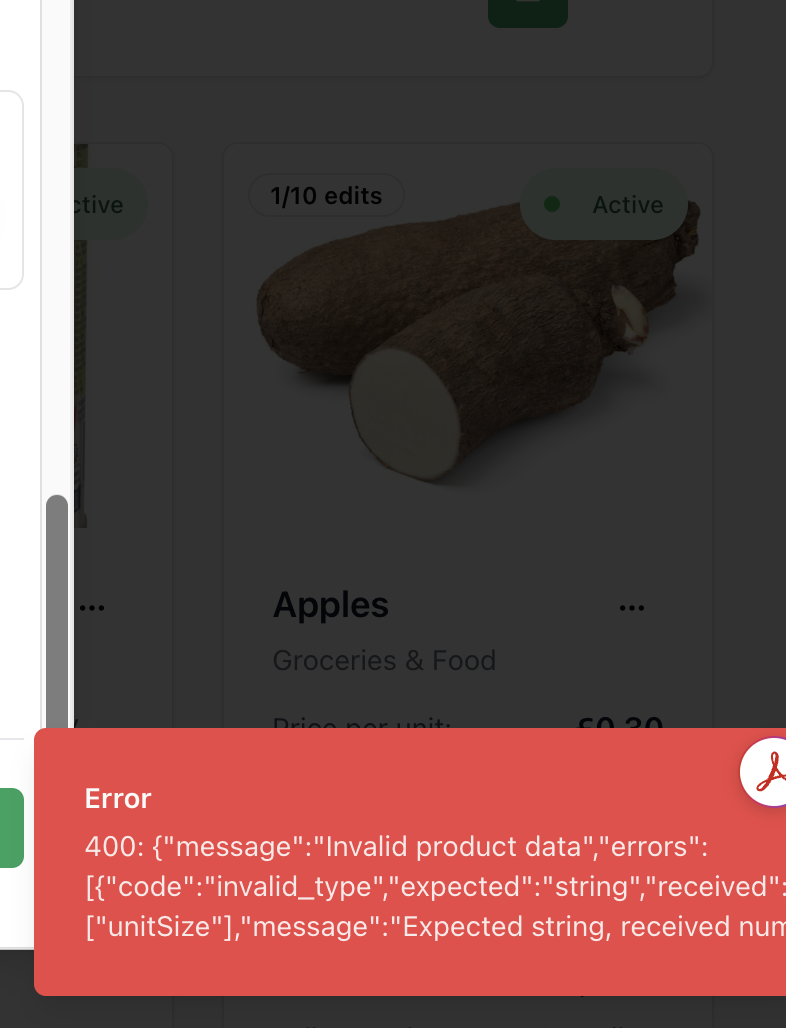 ctive
1/10 edits
Active
Apples
...
...
Groceries & Food
Price per unit:
£0.30
Error
400: {"message":"Invalid product data","errors":
[{"code":"invalid_type","expected":"string","received":
["unitSize"],"message":"Expected string, received num